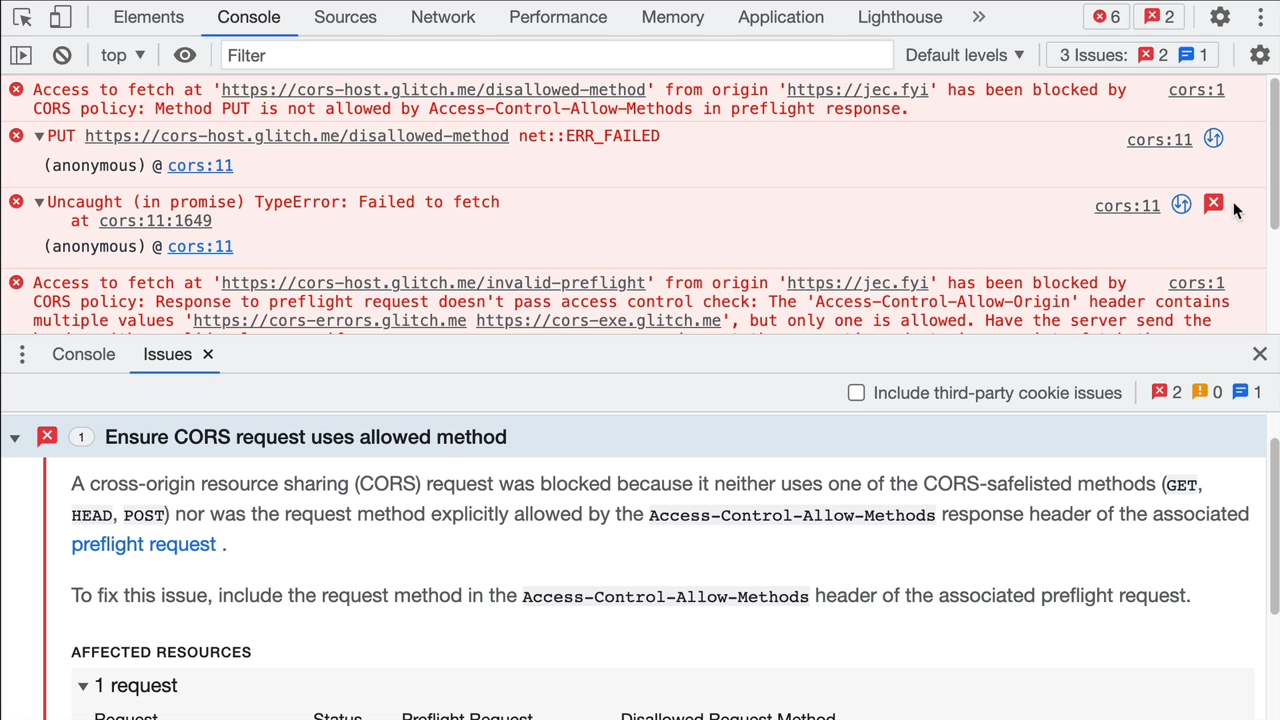 Elements Console Sources Network Performance Memory Application Lighthouse 6 2
top Filter Default levels 3 Issues: 2 1
Access to fetch at 'https://cors-host.glitch.me/disallowed-method' from origin 'https://jec.fyi' has been blocked by cors:1
CORS policy: Method PUT is not allowed by Access-Control-Allow-Methods in preflight response.
PUT https://cors-host.glitch.me/disallowed-method net::ERR_FAILED cors:11
(anonymous) @ cors:11
Uncaught (in promise) TypeError: Failed to fetch cors:11
at cors:11:1649
(anonymous) @ cors:11
Access to fetch at 'https://cors-host.glitch.me/invalid-preflight' from origin 'https://jec.fyi' has been blocked by cors:1
CORS policy: Response to preflight request doesn't pass access control check: The 'Access-Control-Allow-Origin' header contains
multiple values 'https://cors-errors.glitch.me https://cors-exe.glitch.me', but only one is allowed. Have the server send the
Console Issues
Include third-party cookie issues 2 0 1
1 Ensure CORS request uses allowed method
A cross-origin resource sharing (CORS) request was blocked because it neither uses one of the CORS-safelisted methods (GET,
HEAD, POST) nor was the request method explicitly allowed by the Access-Control-Allow-Methods response header of the associated
preflight request .
To fix this issue, include the request method in the Access-Control-Allow-Methods header of the associated preflight request.
AFFECTED RESOURCES
1 request
Request Status Preflight Request Disallowed Request Method